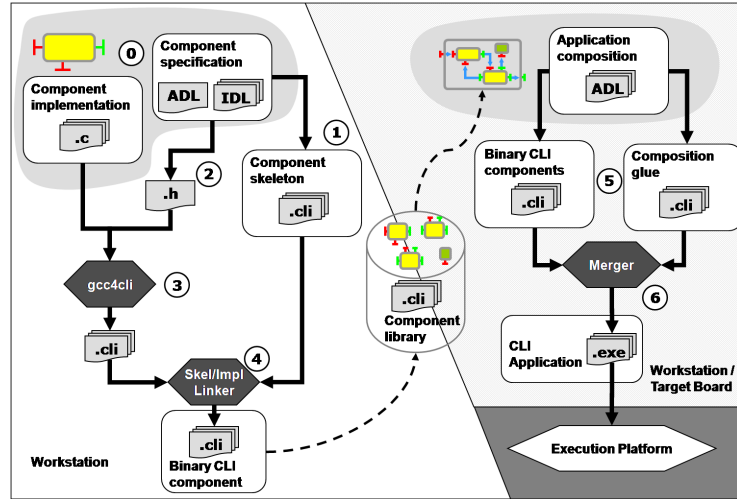 0
Component
specification
ADL
IDL
Component
implementation
.c
1
2
.h
Component
skeleton
.cli
gcc4cli
3
.cli
4
Skel/Impl
Linker
.cli
Binary CLI
component
Workstation
.cli
Component
library
Application
composition
ADL
Binary CLI
components
.cli
5
Composition
glue
.cli
Merger
6
CLI
Application
.exe
Workstation /
Target Board
Execution Platform